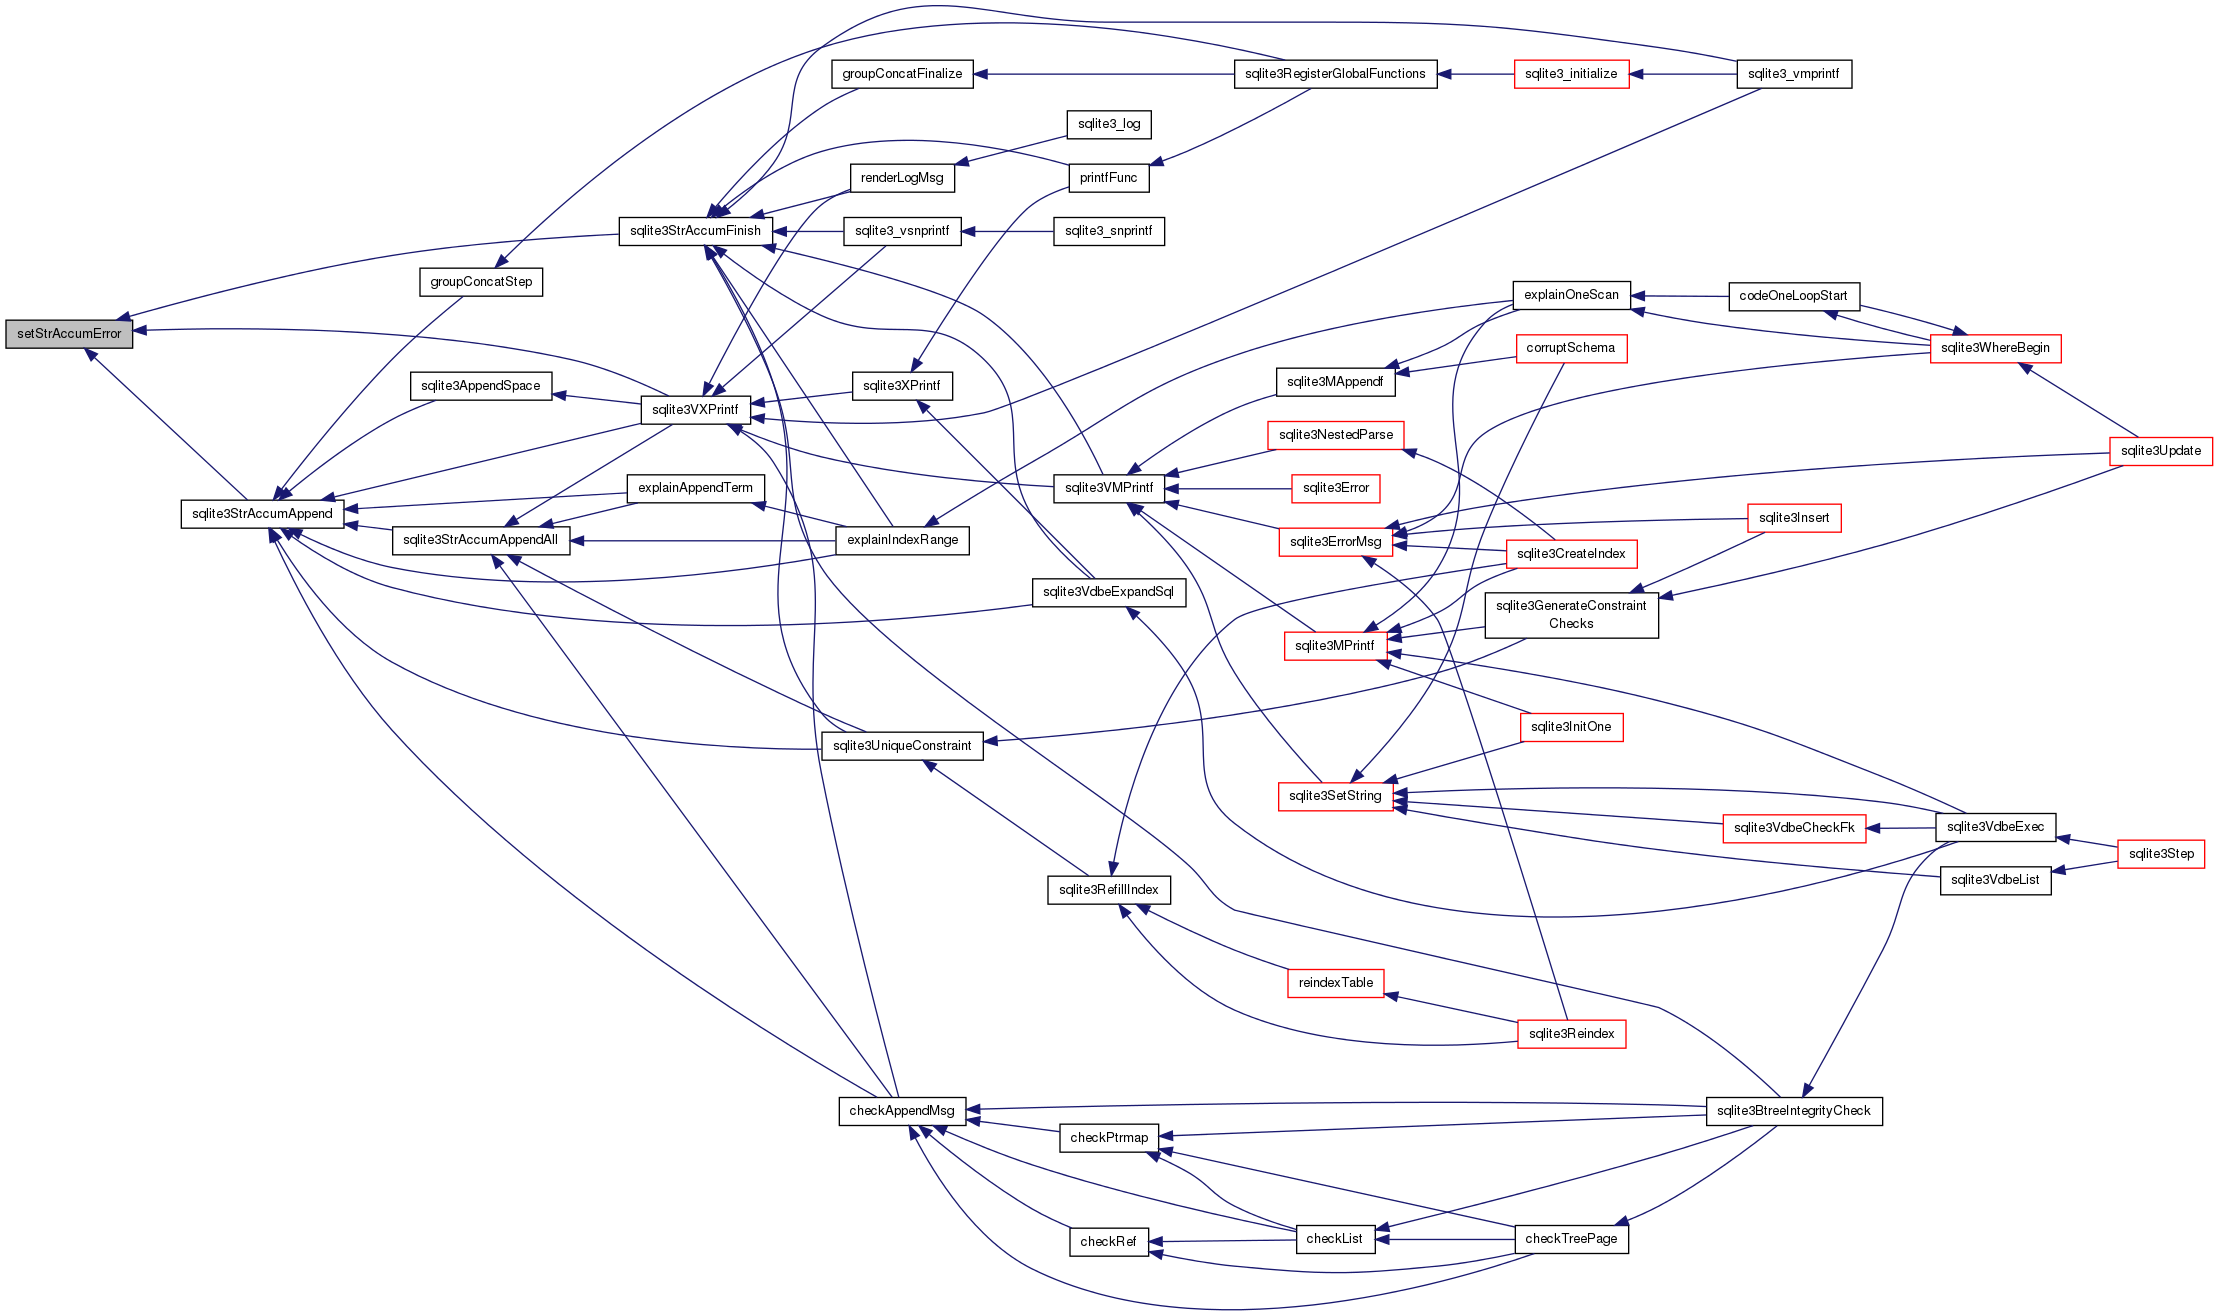 setStrAccumError
sqlite3StrAccumAppend
groupConcatStep
sqlite3AppendSpace
sqlite3StrAccumAppendAll
sqlite3StrAccumFinish
sqlite3VXPrintf
explainAppendTerm
groupConcatFinalize
renderLogMsg
sqlite3_vsnprintf
sqlite3XPrintf
explainIndexRange
sqlite3UniqueConstraint
checkAppendMsg
sqlite3_log
printfFunc
sqlite3_snprintf
sqlite3VMPrintf
sqlite3VdbeExpandSql
sqlite3RefillIndex
checkPtrmap
checkRef
sqlite3RegisterGlobalFunctions
sqlite3MAppendf
sqlite3NestedParse
sqlite3Error
sqlite3ErrorMsg
sqlite3MPrintf
sqlite3SetString
reindexTable
checkList
sqlite3_initialize
explainOneScan
corruptSchema
sqlite3CreateIndex
sqlite3GenerateConstraint
Checks
sqlite3InitOne
sqlite3Reindex
checkTreePage
sqlite3_vmprintf
codeOneLoopStart
sqlite3Insert
sqlite3VdbeCheckFk
sqlite3BtreeIntegrityCheck
sqlite3WhereBegin
sqlite3VdbeExec
sqlite3VdbeList
sqlite3Update
sqlite3Step